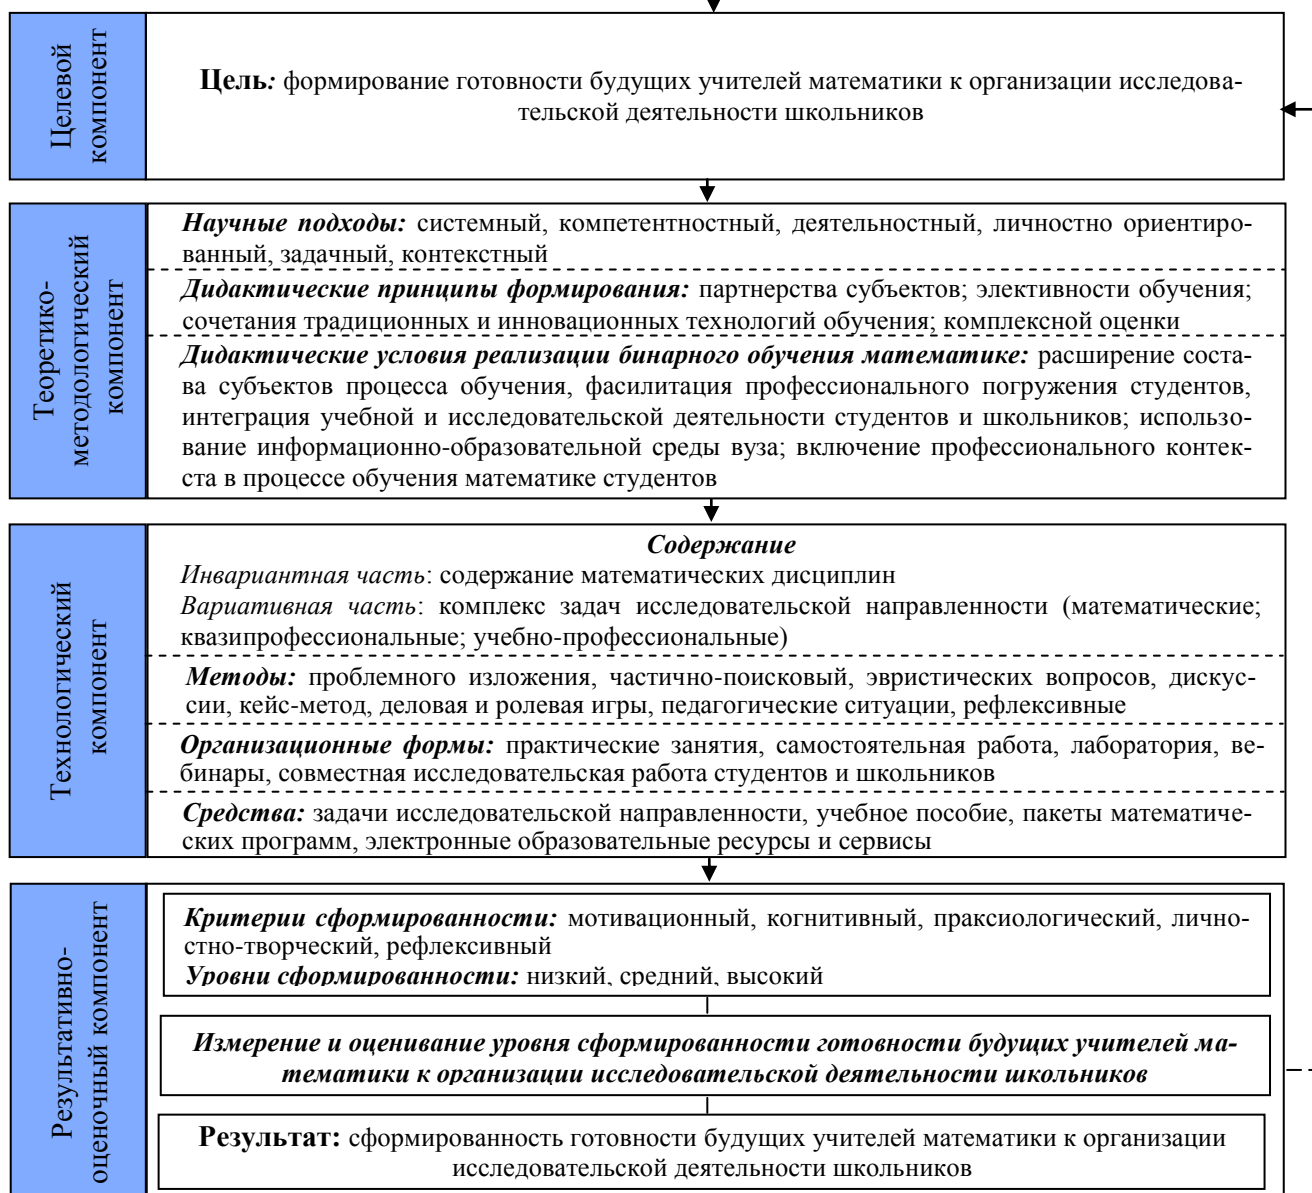 Целевой
компонент
Цель: формирование готовности будущих учителей математики к организации исследова-
тельской деятельности школьников
Теоретико-
методологический
компонент
Научные подходы: системный, компетентностный, деятельностный, личностно ориентиро-
ванный, задачный, контекстный
Дидактические принципы формирования: партнерства субъектов; элективности обучения;
сочетания традиционных и инновационных технологий обучения; комплексной оценки
Дидактические условия реализации бинарного обучения математике: расширение соста-
ва субъектов процесса обучения, фасилитация профессионального погружения студентов,
интеграция учебной и исследовательской деятельности студентов и школьников; использо-
вание информационно-образовательной среды вуза; включение профессионального контек-
ста в процессе обучения математике студентов
Технологический
компонент
Содержание
Инвариантная часть: содержание математических дисциплин
Вариативная часть: комплекс задач исследовательской направленности (математические;
квазипрофессиональные; учебно-профессиональные)
Методы: проблемного изложения, частично-поисковый, эвристических вопросов, дискус-
сии, кейс-метод, деловая и ролевая игры, педагогические ситуации, рефлексивные
Организационные формы: практические занятия, самостоятельная работа, лаборатория, ве-
бинары, совместная исследовательская работа студентов и школьников
Средства: задачи исследовательской направленности, учебное пособие, пакеты математиче-
ских программ, электронные образовательные ресурсы и сервисы
Результативно-
оценочный компонент
Критерии сформированности: мотивационный, когнитивный, праксиологический, лично-
стно-творческий, рефлексивный
Уровни сформированности: низкий, средний, высокий
Измерение и оценивание уровня сформированности готовности будущих учителей ма-
тематики к организации исследовательской деятельности школьников
Результат: сформированность готовности будущих учителей математики к организации
исследовательской деятельности школьников